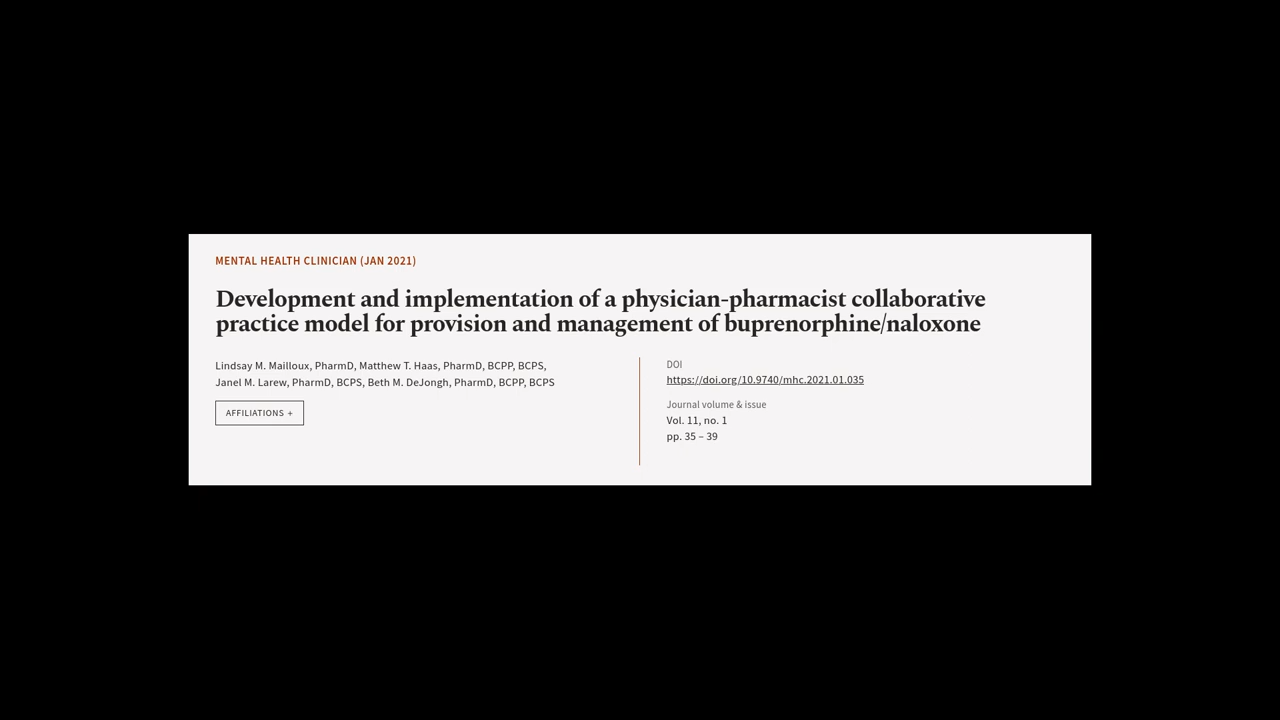 MENTAL HEALTH CLINICIAN (JAN 2021)
Development and implementation of a physician-pharmacist collaborative
practice model for provision and management of buprenorphine/naloxone
Lindsay M. Mailloux, PharmD, Matthew T. Haas, PharmD, BCPP, BCPS,
Janel M. Larew, PharmD, BCPS, Beth M. DeJongh, PharmD, BCPP, BCPS
AFFILIATIONS +
DOI
https://doi.org/10.9740/mhc.2021.01.035
Journal volume & issue
Vol. 11, no. 1
pp. 35 – 39